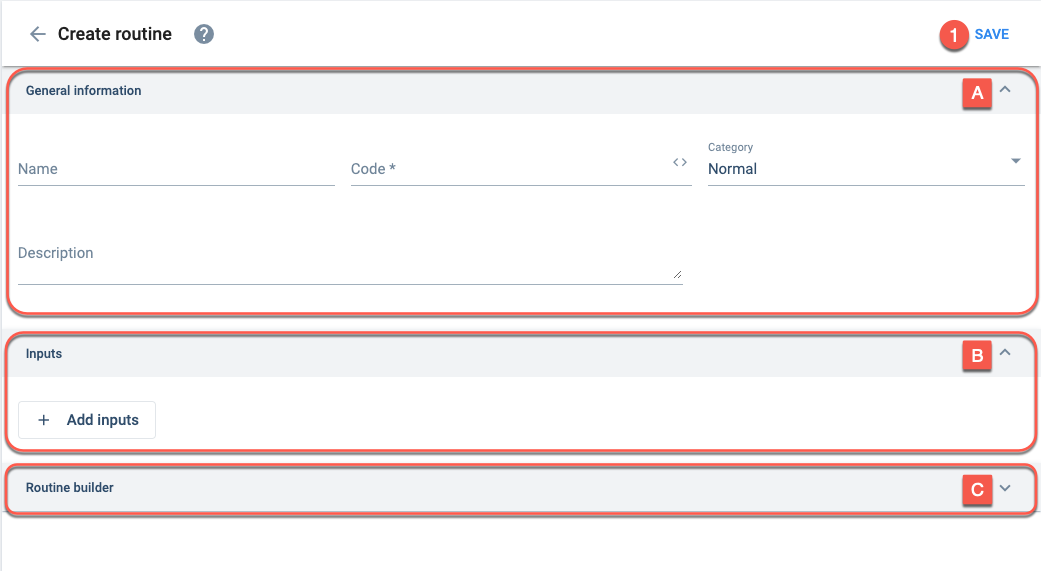 Create routine ?
1 SAVE
General information A
Name
Code *
Category
Normal
Description
Inputs B
+ Add inputs
Routine builder C